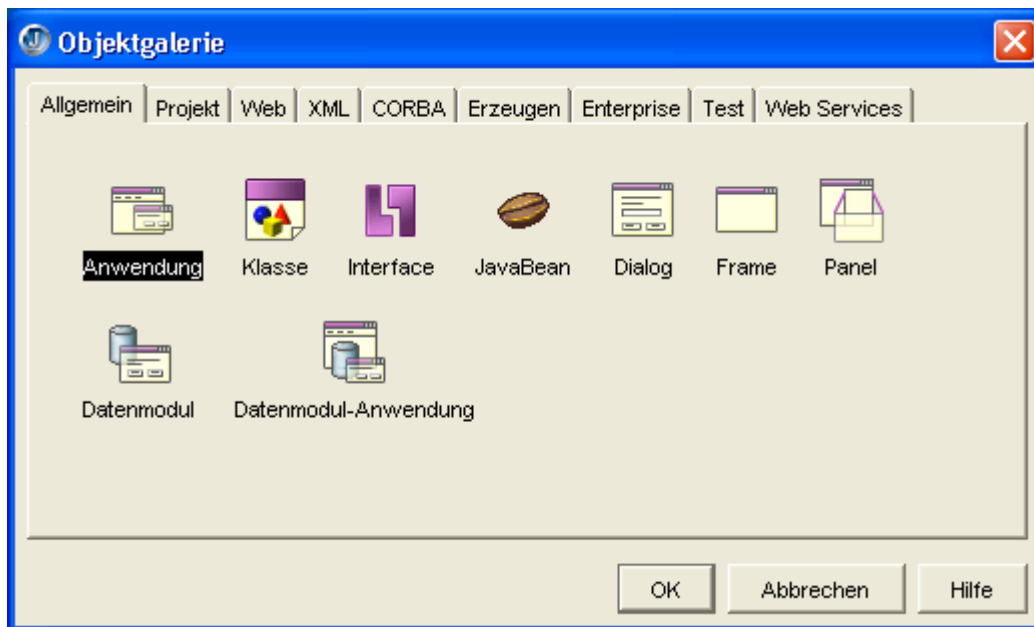 Objektgalerie
Allgemein Projekt Web XML CORBA Erzeugen Enterprise Test Web Services
Anwendung Klasse Interface JavaBean Dialog Frame Panel
Datenmodul Datenmodul-Anwendung
OK Abbrechen Hilfe